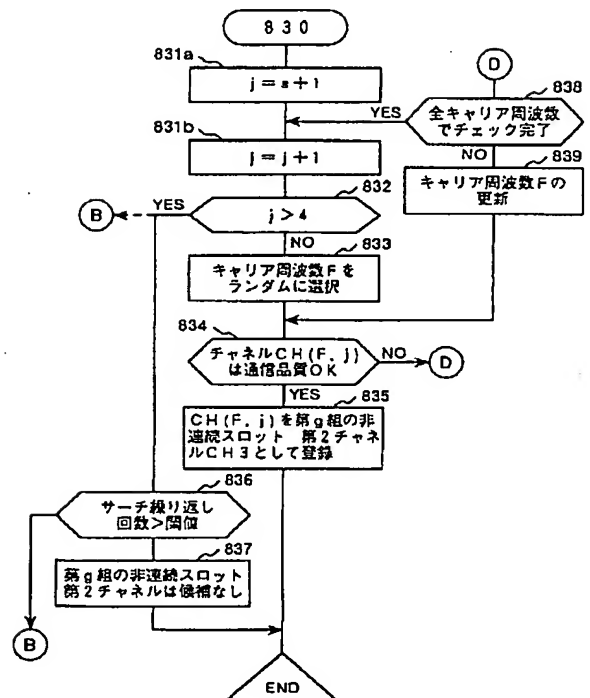 830
831a
j=s+1
D
838
全キャリア周波数
でチェック完了
YES
NO
831b
j=j+1
839
キャリア周波数Fの
更新
832
B
YES
j>4
NO
833
キャリア周波数Fを
ランダムに選択
834
チャネルCH(F, j)
は通信品質OK
NO
D
YES
835
CH(F, j)を第g組の非
連続スロット 第2チャネ
ルCH3として登録
836
サーチ繰り返し
回数>閾値
837
第g組の非連続スロット
第2チャネルは候補なし
B
END